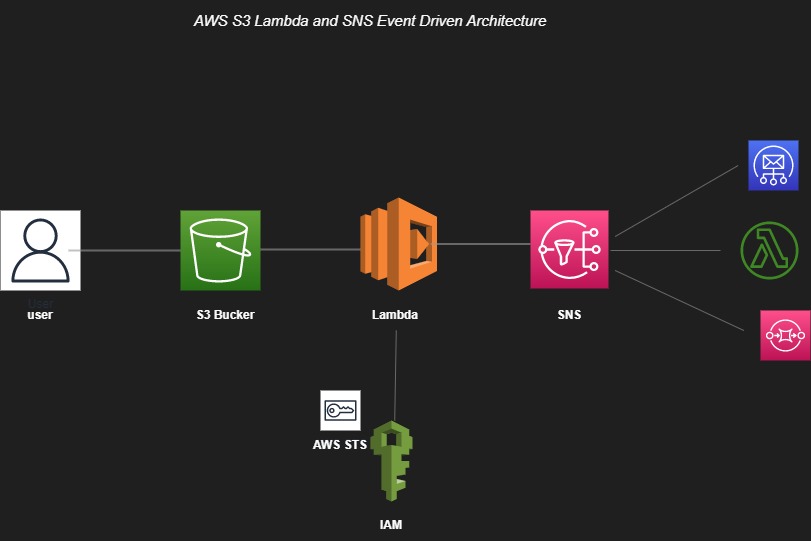 AWS S3 Lambda and SNS Event Driven Architecture
User
user
S3 Bucker
Lambda
SNS
AWS STS
IAM